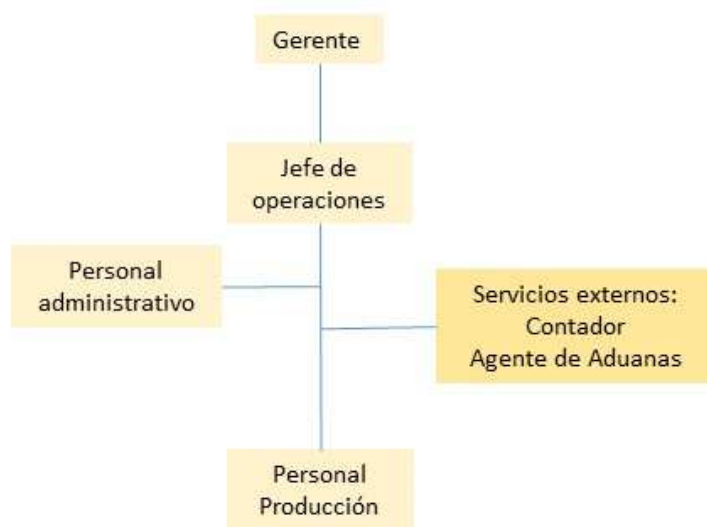 Gerente
Jefe de
operaciones
Personal
administrativo
Servicios externos:
Contador
Agente de Aduanas
Personal
Producción